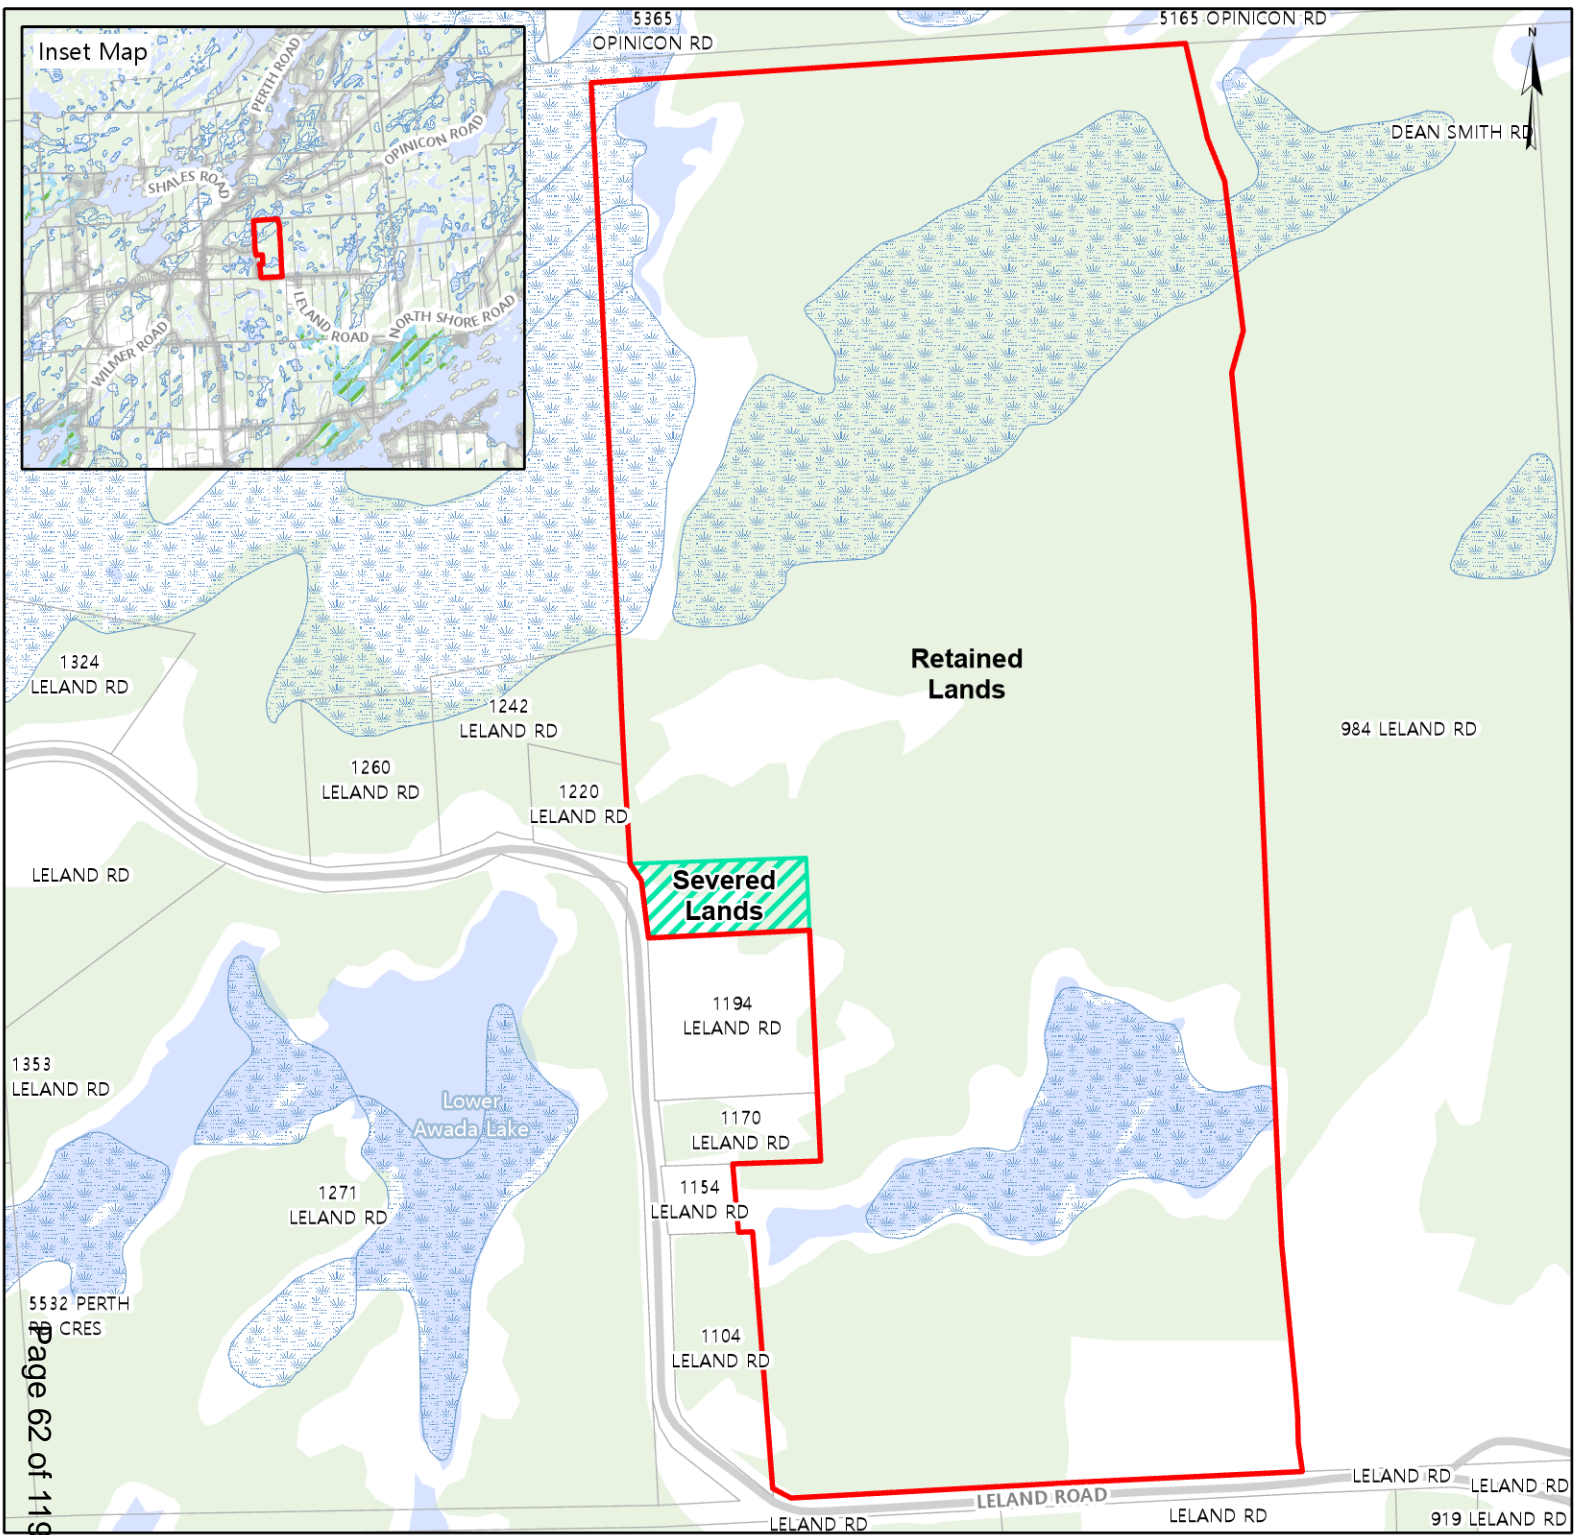 Inset Map
PERTH ROAD
OPINICON ROAD
SHALES ROAD
LELAND ROAD
NORTH SHORE ROAD
WILMER ROAD
5365
OPINICON RD
5165 OPINICON RD
N
DEAN SMITH RD
1324
LELAND RD
1242
LELAND RD
1260
LELAND RD
1220
LELAND RD
Retained
Lands
984 LELAND RD
LELAND RD
Severed
Lands
1194
LELAND RD
1353
LELAND RD
Lower
Awada Lake
1170
LELAND RD
1271
LELAND RD
1154
LELAND RD
5532 PERTH
CRES
1104
LELAND RD
Page 62 of 119
LELAND ROAD
LELAND RD
LELAND RD
LELAND RD
LELAND RD
919 LELAND RD